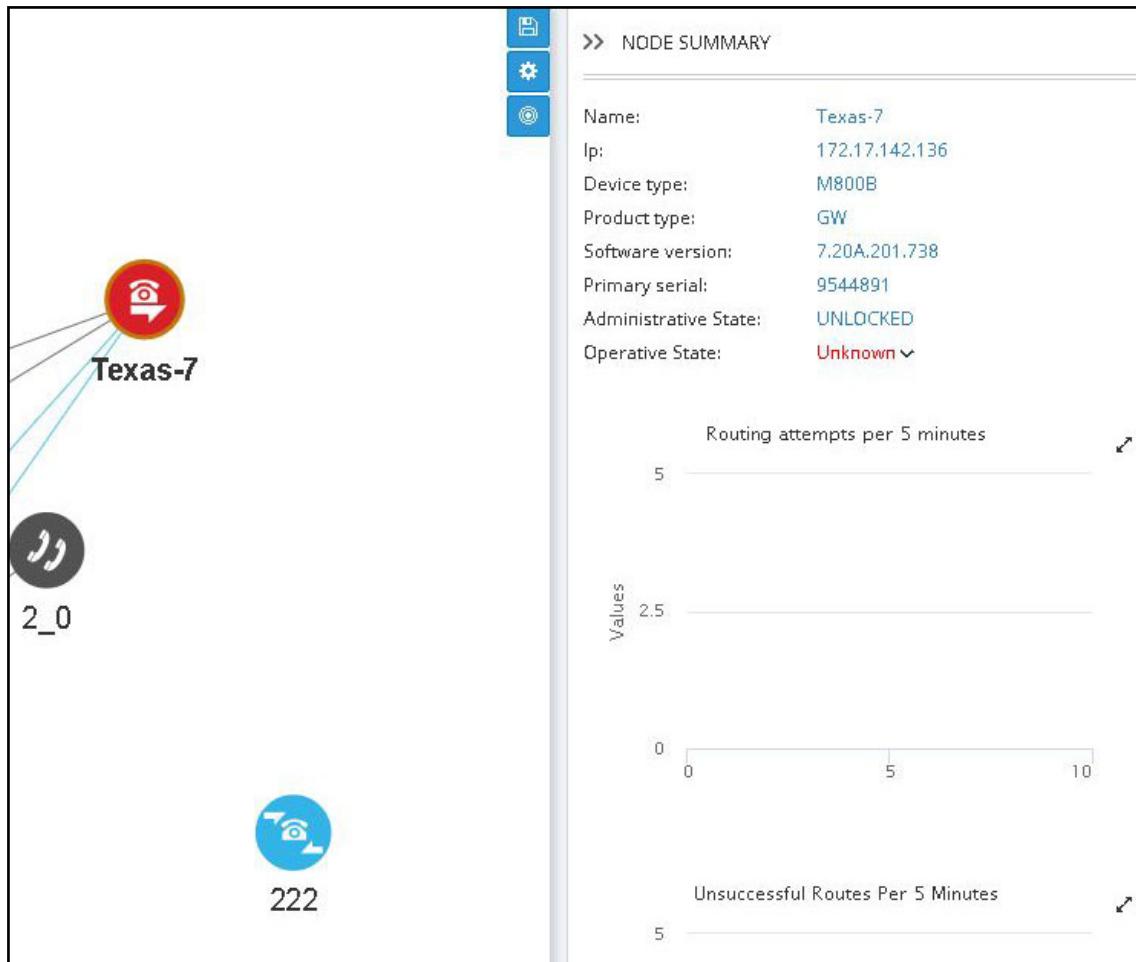 NODE SUMMARY
Name: Texas-7
Ip: 172.17.142.136
Device type: M800B
Product type: GW
Software version: 7.20A.201.738
Primary serial: 9544891
Administrative State: UNLOCKED
Operative State: Unknown
Texas-7
2_0
222
Routing attempts per 5 minutes
5
Values
2.5
0
0 5 10
Unsuccessful Routes Per 5 Minutes
5